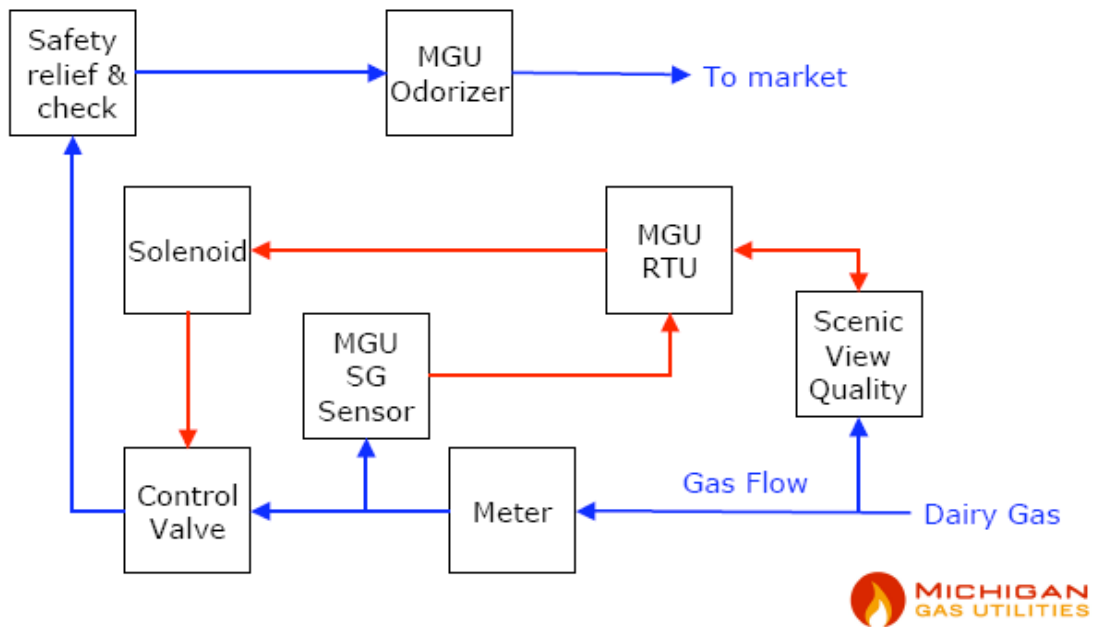 Safety
relief &
check
MGU
Odorizer
To market
Solenoid
MGU
RTU
Scenic
View
Quality
MGU
SG
Sensor
Control
Valve
Meter
Gas Flow
Dairy Gas
MICHIGAN
GAS UTILITIES